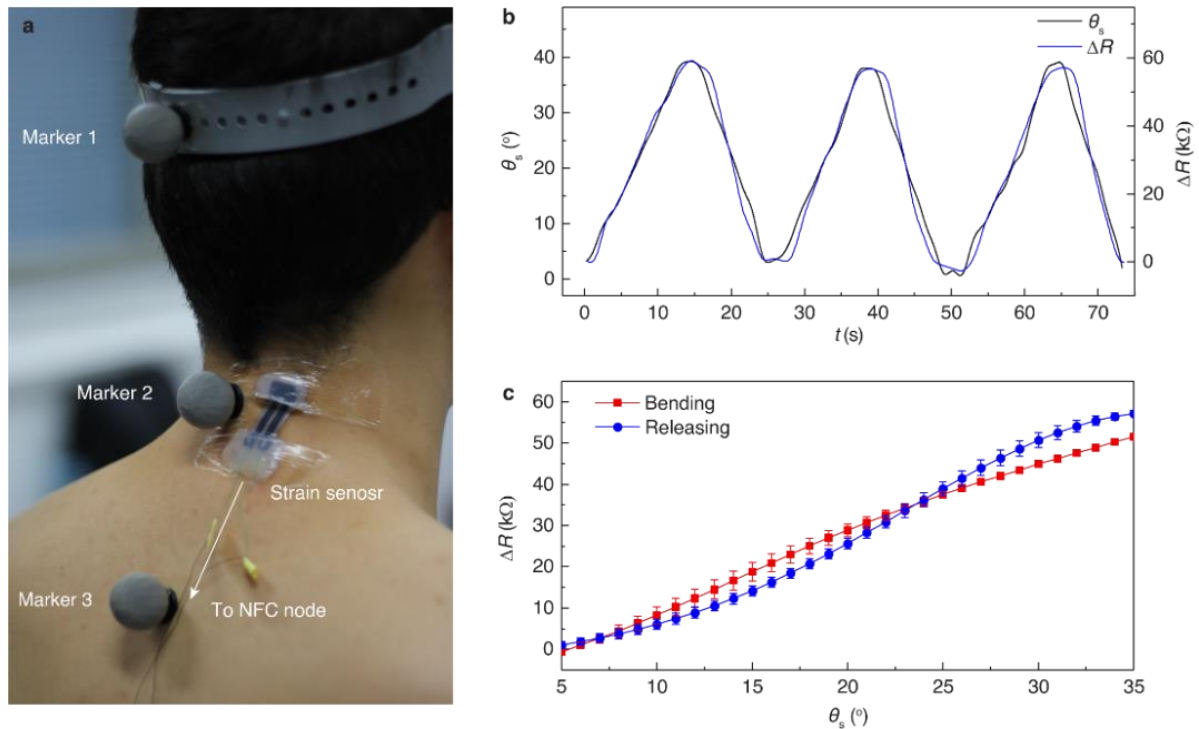 a
Marker 1
Marker 2
Strain senosr
Marker 3
To NFC node
b
θs
ΔR
40
30
20
10
0
θs (°)
60
40
20
0
ΔR (kΩ)
0 10 20 30 40 50 60 70
t (s)
c
Bending
Releasing
60
50
40
30
20
10
0
ΔR (kΩ)
5 10 15 20 25 30 35
θs (°)